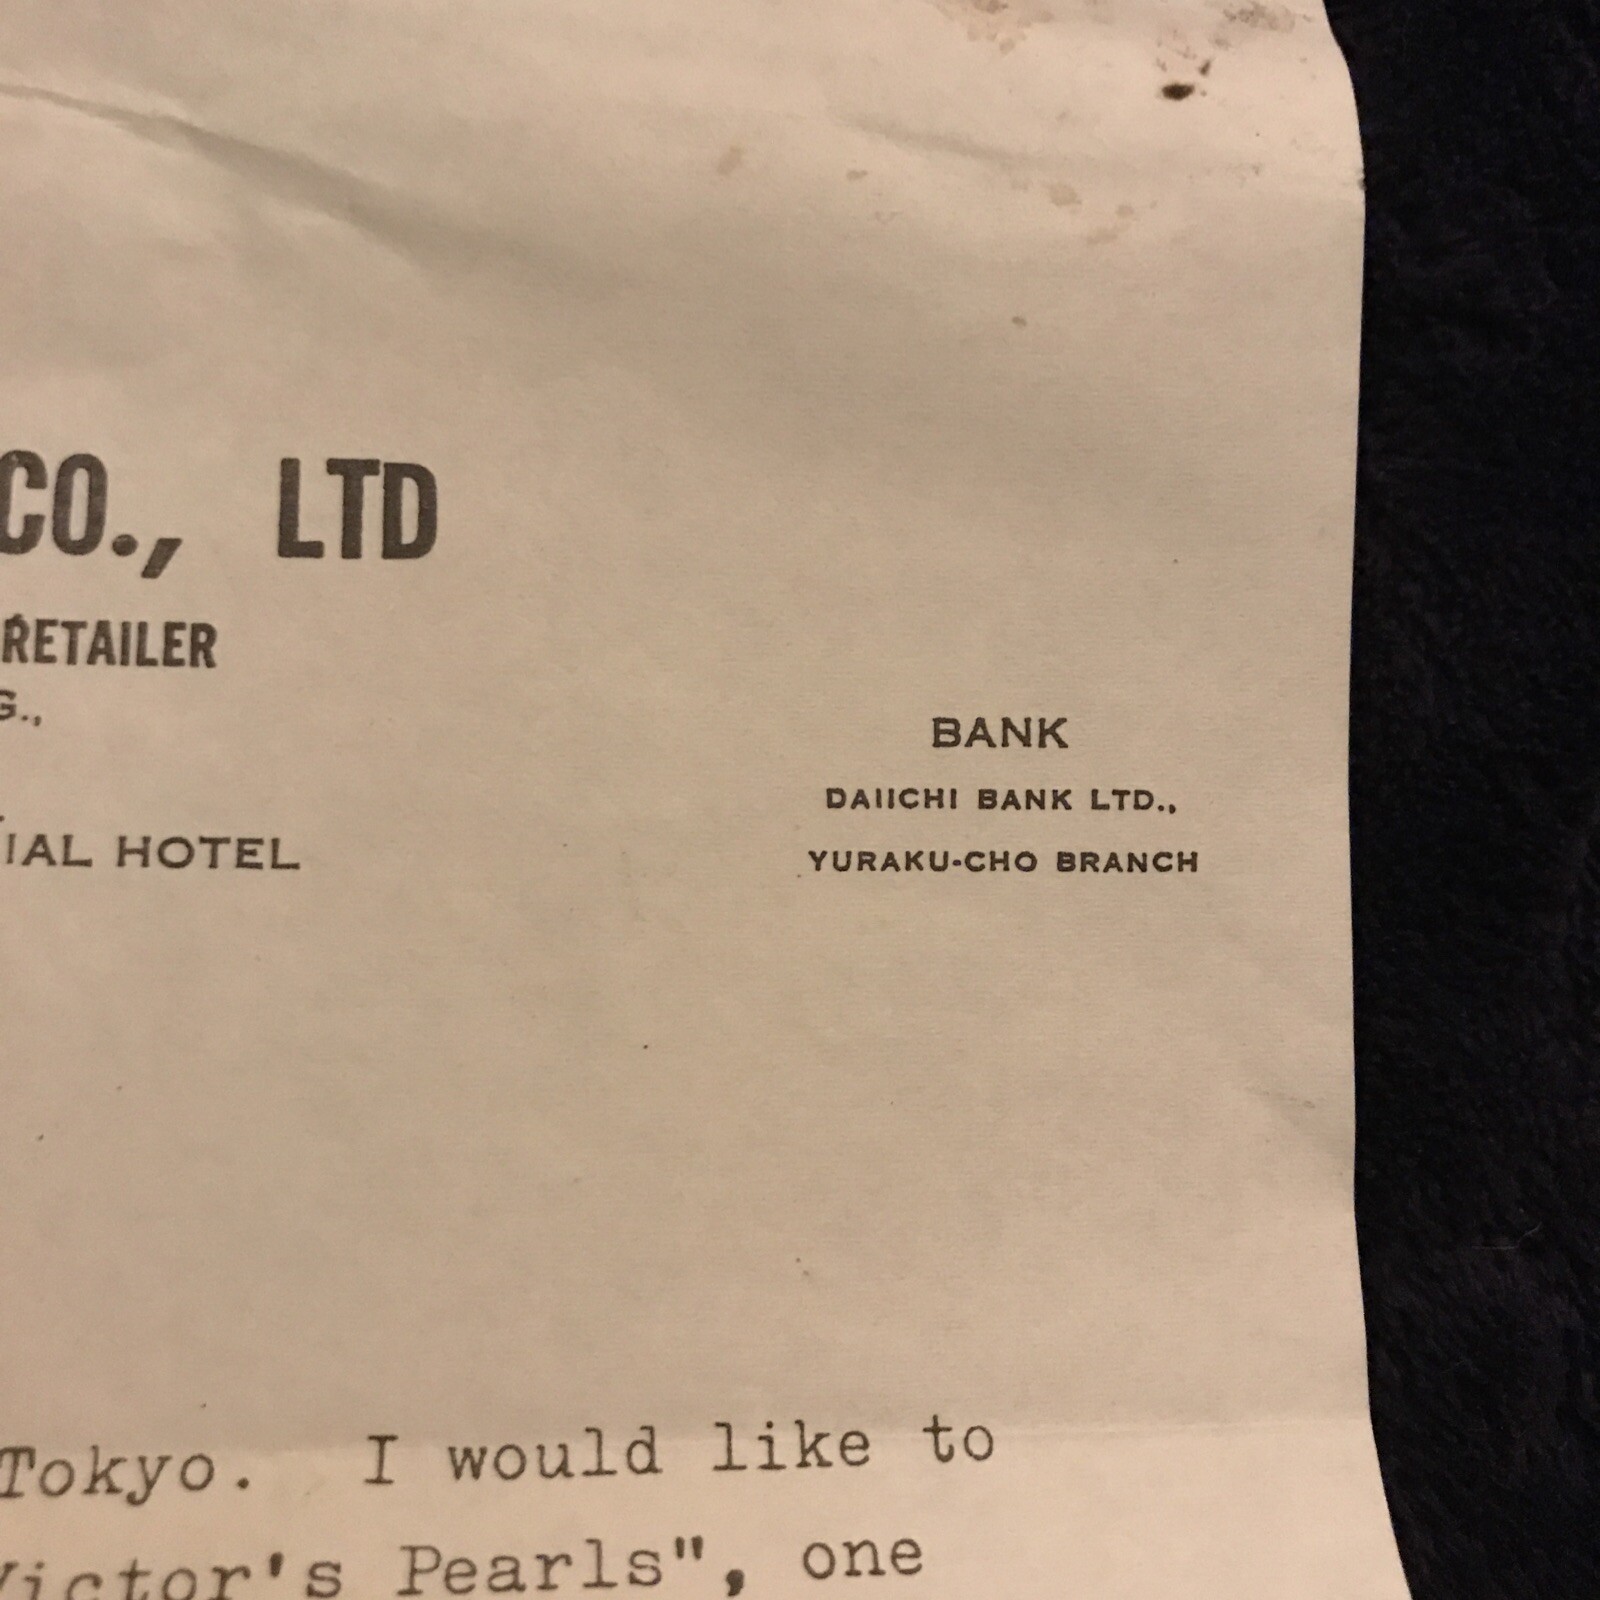 CO., LTD
RETAILER
G.,
BANK
DAIICHI BANK LTD.,
IAL HOTEL
YURAKU-CHO BRANCH
Tokyo. I would like to
Victor's Pearls", one